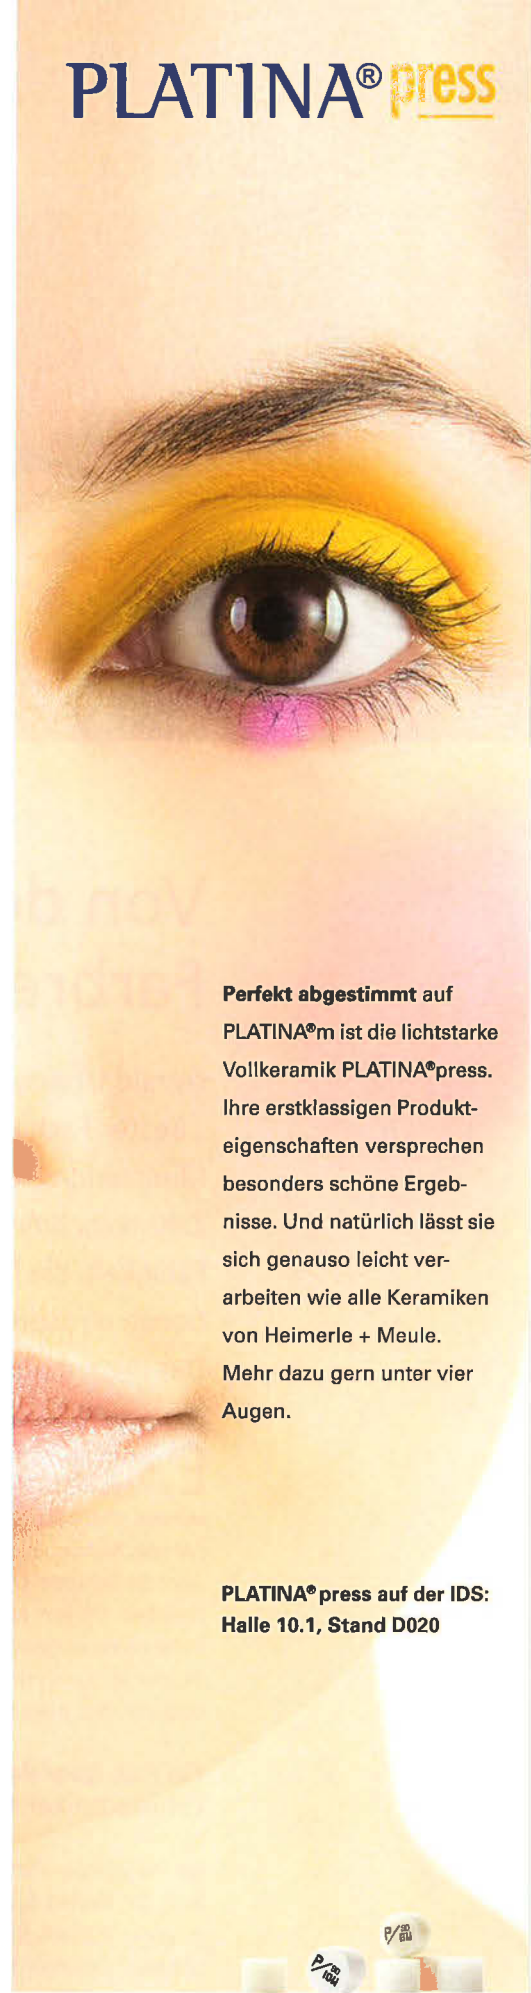 PLATINA® press
Perfekt abgestimmt auf
PLATINA®m ist die lichtstarke
Vollkeramik PLATINA®press.
Ihre erstklassigen Produkt-
eigenschaften versprechen
besonders schöne Ergeb-
nisse. Und natürlich lässt sie
sich genauso leicht ver-
arbeiten wie alle Keramiken
von Heimerle + Meule.
Mehr dazu gern unter vier
Augen.
PLATINA®press auf der IDS:
Halle 10.1, Stand D020